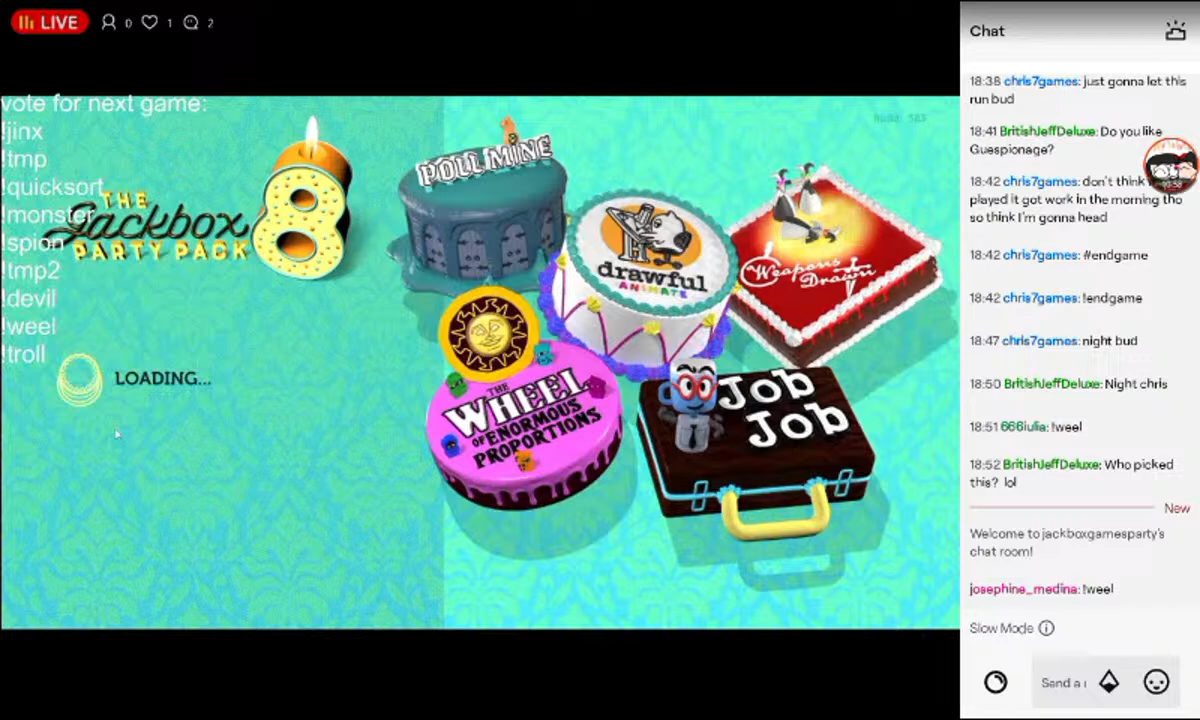 LIVE 0 1 2
vote for next game:
!jinx
!tmp
!quicksort
!monster
!spion
!tmp2
!devil
!weel
!troll
THE
Jackbox
PARTY PACK
8
LOADING...
Build: 583
POLL MINE
drawful
ANIMATE
Weapons
Drawn
THE
WHEEL
OF ENORMOUS
PROPORTIONS
Job
Job
Chat
18:38 chris7games: just gonna let this
run bud
18:41 BritishJeffDeluxe: Do you like
Guespionage?
18:42 chris7games: don't think
played it got work in the morning tho
so think I'm gonna head
18:42 chris7games: #endgame
18:42 chris7games: !endgame
18:47 chris7games: night bud
18:50 BritishJeffDeluxe: Night chris
18:51 666iulia: !weel
18:52 BritishJeffDeluxe: Who picked
this? lol
New
Welcome to jackboxgamesparty's
chat room!
josephine_medina: !weel
Slow Mode
Send a